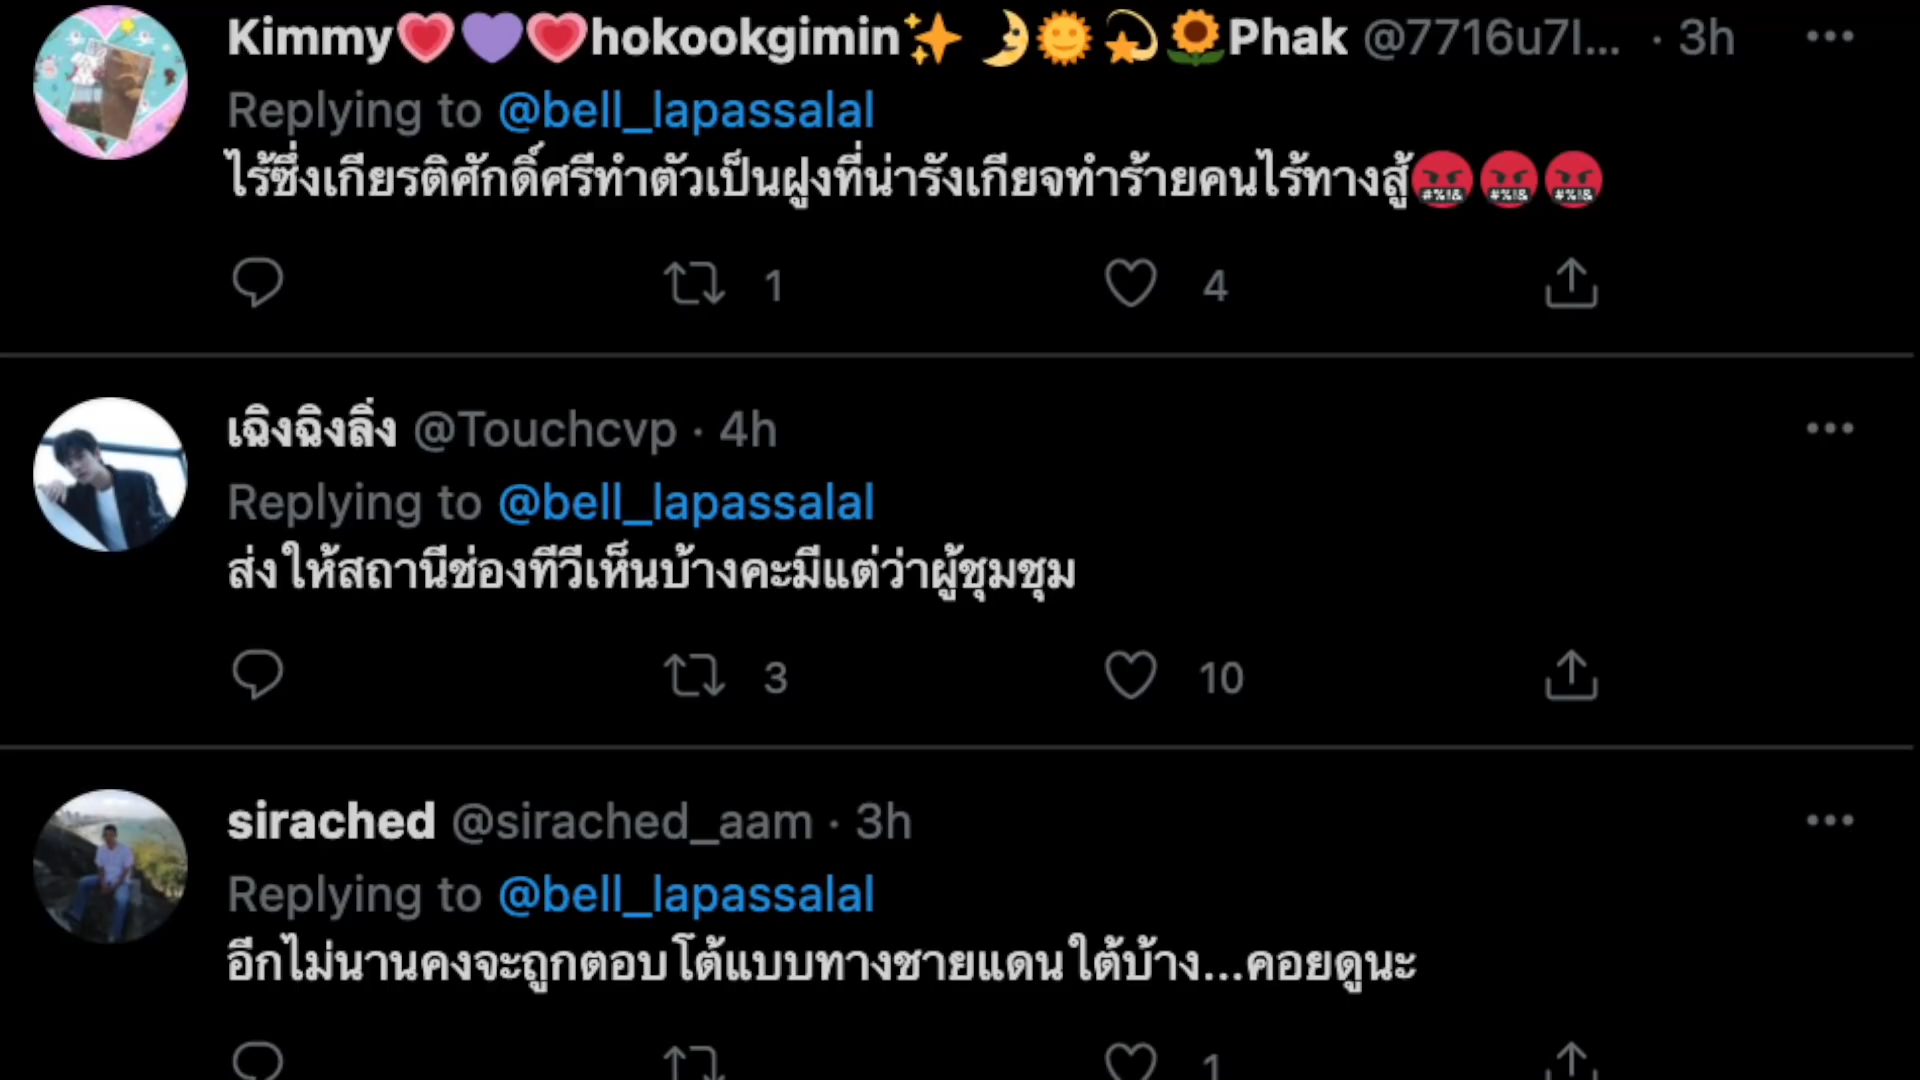 Kimmy💗💜💗hokookgimin✨🌛🌞💫🌻Phak @7716u7l... · 3h
Replying to @bell_lapassalal
ไร้ซึ่งเกียรติศักดิ์ศรีทำตัวเป็นฝูงที่น่ารังเกียจทำร้ายคนไร้ทางสู้🤬🤬🤬
1 4
เฉิงฉิงลิ่ง @Touchcvp · 4h
Replying to @bell_lapassalal
ส่งให้สถานีช่องทีวีเห็นบ้างคะมีแต่ว่าผู้ชุมชุม
3 10
sirached @sirached_aam · 3h
Replying to @bell_lapassalal
อีกไม่นานคงจะถูกตอบโต้แบบทางชายแดนใต้บ้าง...คอยดูนะ
1